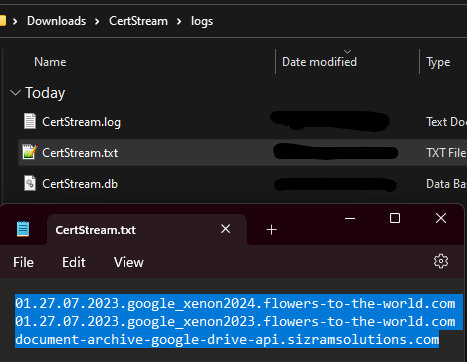 Downloads > CertStream > logs
Name Date modified Type
Today
CertStream.log Text Doc
CertStream.txt TXT File
CertStream.db Data Bas
CertStream.txt
File Edit View
01.27.07.2023.google_xenon2024.flowers-to-the-world.com
01.27.07.2023.google_xenon2023.flowers-to-the-world.com
document-archive-google-drive-api.sizramsolutions.com